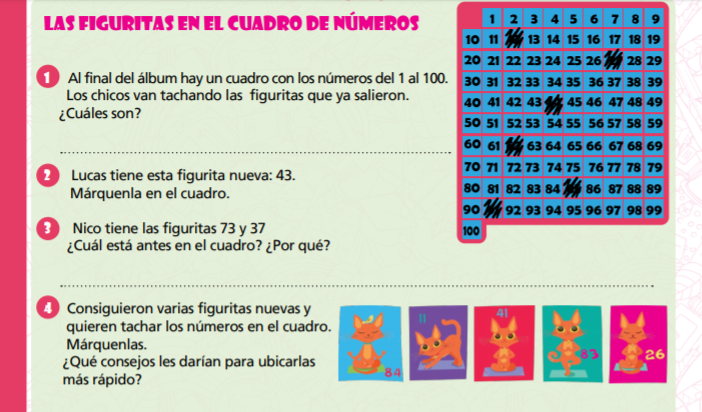 LAS FIGURITAS EN EL CUADRO DE NÚMEROS
1 Al final del álbum hay un cuadro con los números del 1 al 100.
Los chicos van tachando las figuritas que ya salieron.
¿Cuáles son?
2 Lucas tiene esta figurita nueva: 43.
Márquenla en el cuadro.
3 Nico tiene las figuritas 73 y 37
¿Cuál está antes en el cuadro? ¿Por qué?
4 Consiguieron varias figuritas nuevas y
quieren tachar los números en el cuadro.
Márquenlas.
¿Qué consejos les darían para ubicarlas
más rápido?
1 2 3 4 5 6 7 8 9
10 11 13 14 15 16 17 18 19
20 21 22 23 24 25 26 28 29
30 31 32 33 34 35 36 37 38 39
40 41 42 43 45 46 47 48 49
50 51 52 53 54 55 56 57 58 59
60 61 63 64 65 66 67 68 69
70 71 72 73 74 75 76 77 78 79
80 81 82 83 84 86 87 88 89
90 92 93 94 95 96 97 98 99
100
84 11 41 83 26